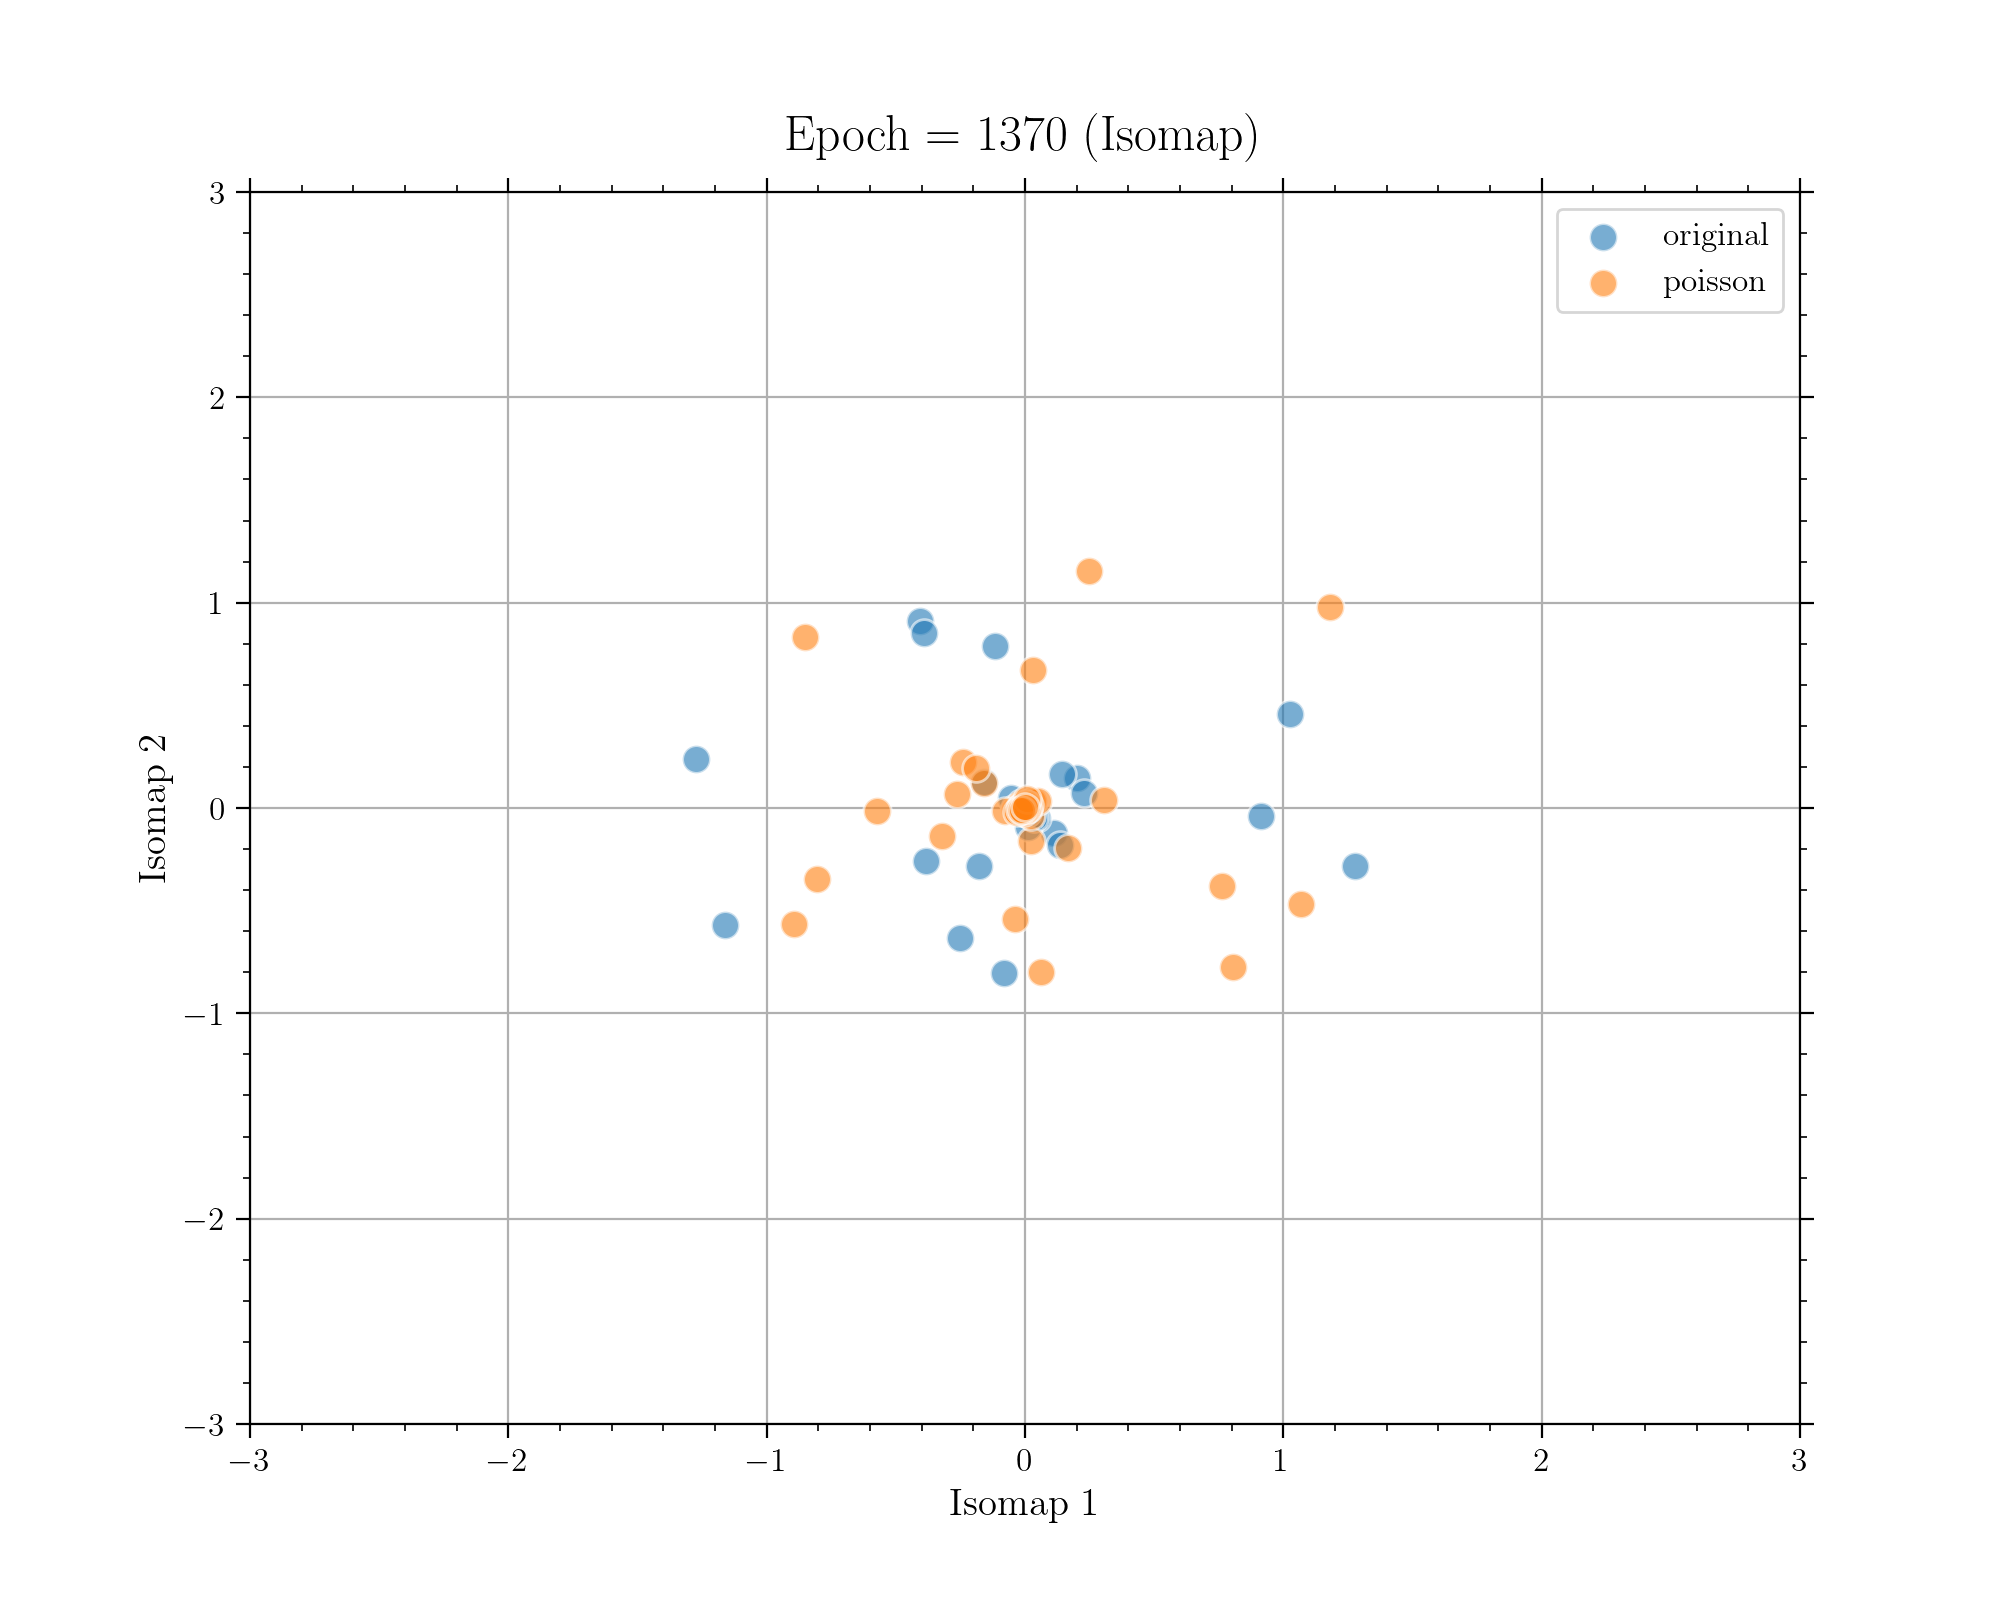 Epoch = 1370 (Isomap)
original
poisson
3
2
1
0
−1
−2
−3
Isomap 2
−3
−2
−1
0
1
2
3
Isomap 1